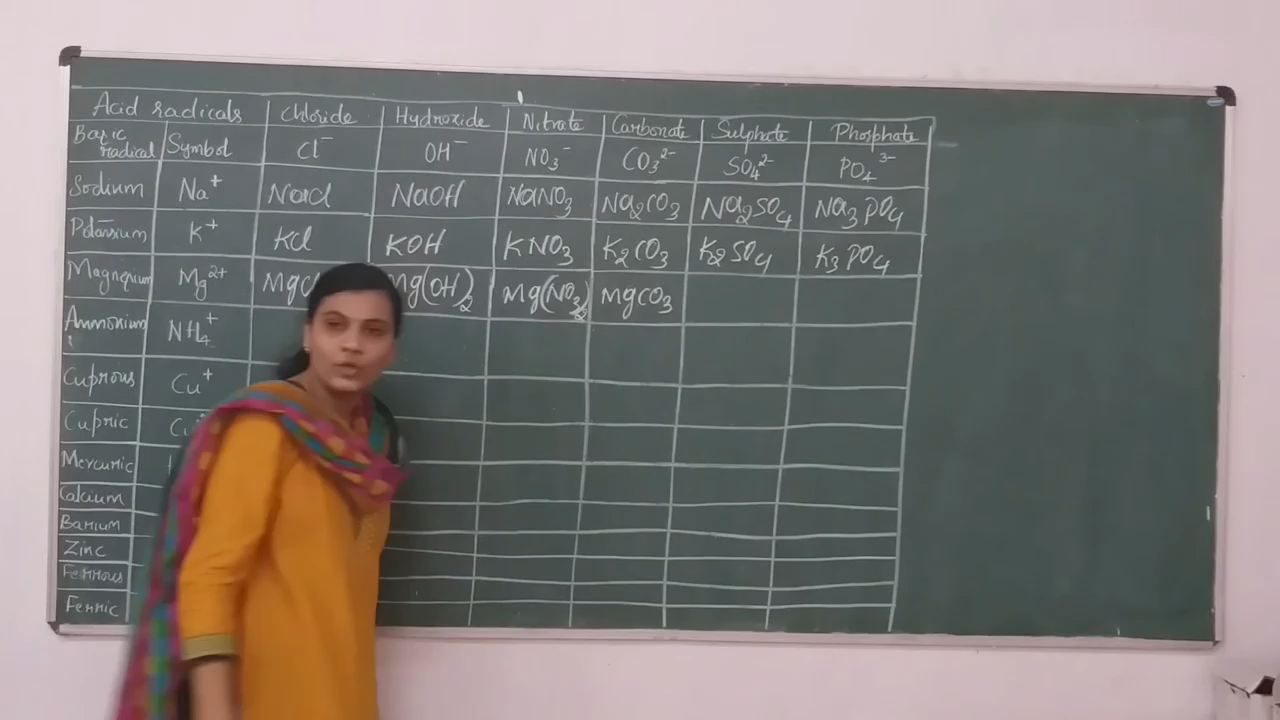 Acid radicals Chloride Hydroxide Nitrate Carbonate Sulphate Phosphate
Basic radical Symbol Cl⁻ OH⁻ NO₃⁻ CO₃²⁻ SO₄²⁻ PO₄³⁻
Sodium Na⁺ NaCl NaOH NaNO₃ Na₂CO₃ Na₂SO₄ Na₃PO₄
Potassium K⁺ KCl KOH KNO₃ K₂CO₃ K₂SO₄ K₃PO₄
Magnesium Mg²⁺ Mg(OH)₂ Mg(NO₃)₂ MgCO₃
Ammonium NH₄⁺
Cuprous Cu⁺
Cupric
Mercuric
Calcium
Barium
Zinc
Ferrous
Ferric